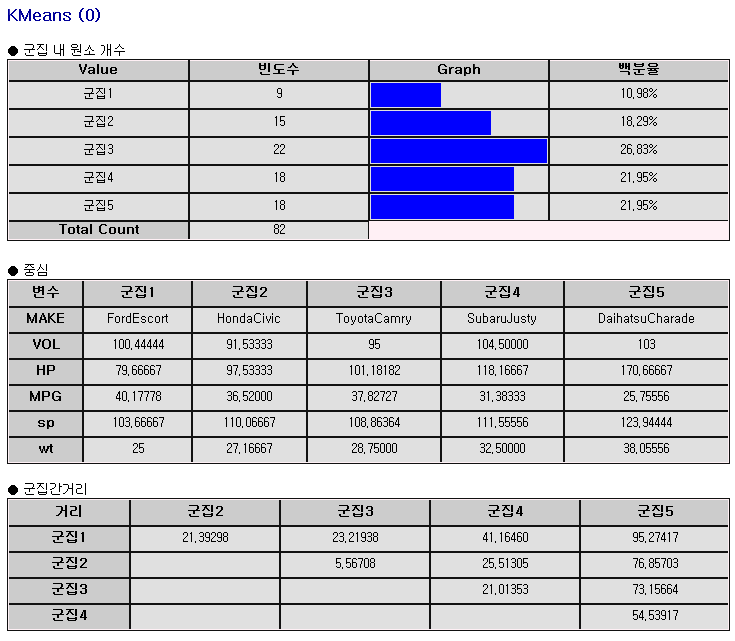 KMeans (0)
● 군집 내 원소 개수
Value 빈도수 Graph 백분율
군집1 9 10,98%
군집2 15 18,29%
군집3 22 26,83%
군집4 18 21,95%
군집5 18 21,95%
Total Count 82
● 중심
변수 군집1 군집2 군집3 군집4 군집5
MAKE FordEscort HondaCivic ToyotaCamry SubaruJusty DaihatsuCharade
VOL 100,44444 91,53333 95 104,50000 103
HP 79,66667 97,53333 101,18182 118,16667 170,66667
MPG 40,17778 36,52000 37,82727 31,38333 25,75556
sp 103,66667 110,06667 108,86364 111,55556 123,94444
wt 25 27,16667 28,75000 32,50000 38,05556
● 군집간거리
거리 군집2 군집3 군집4 군집5
군집1 21,39298 23,21938 41,16460 95,27417
군집2 5,56708 25,51305 76,85703
군집3 21,01353 73,15664
군집4 54,53917